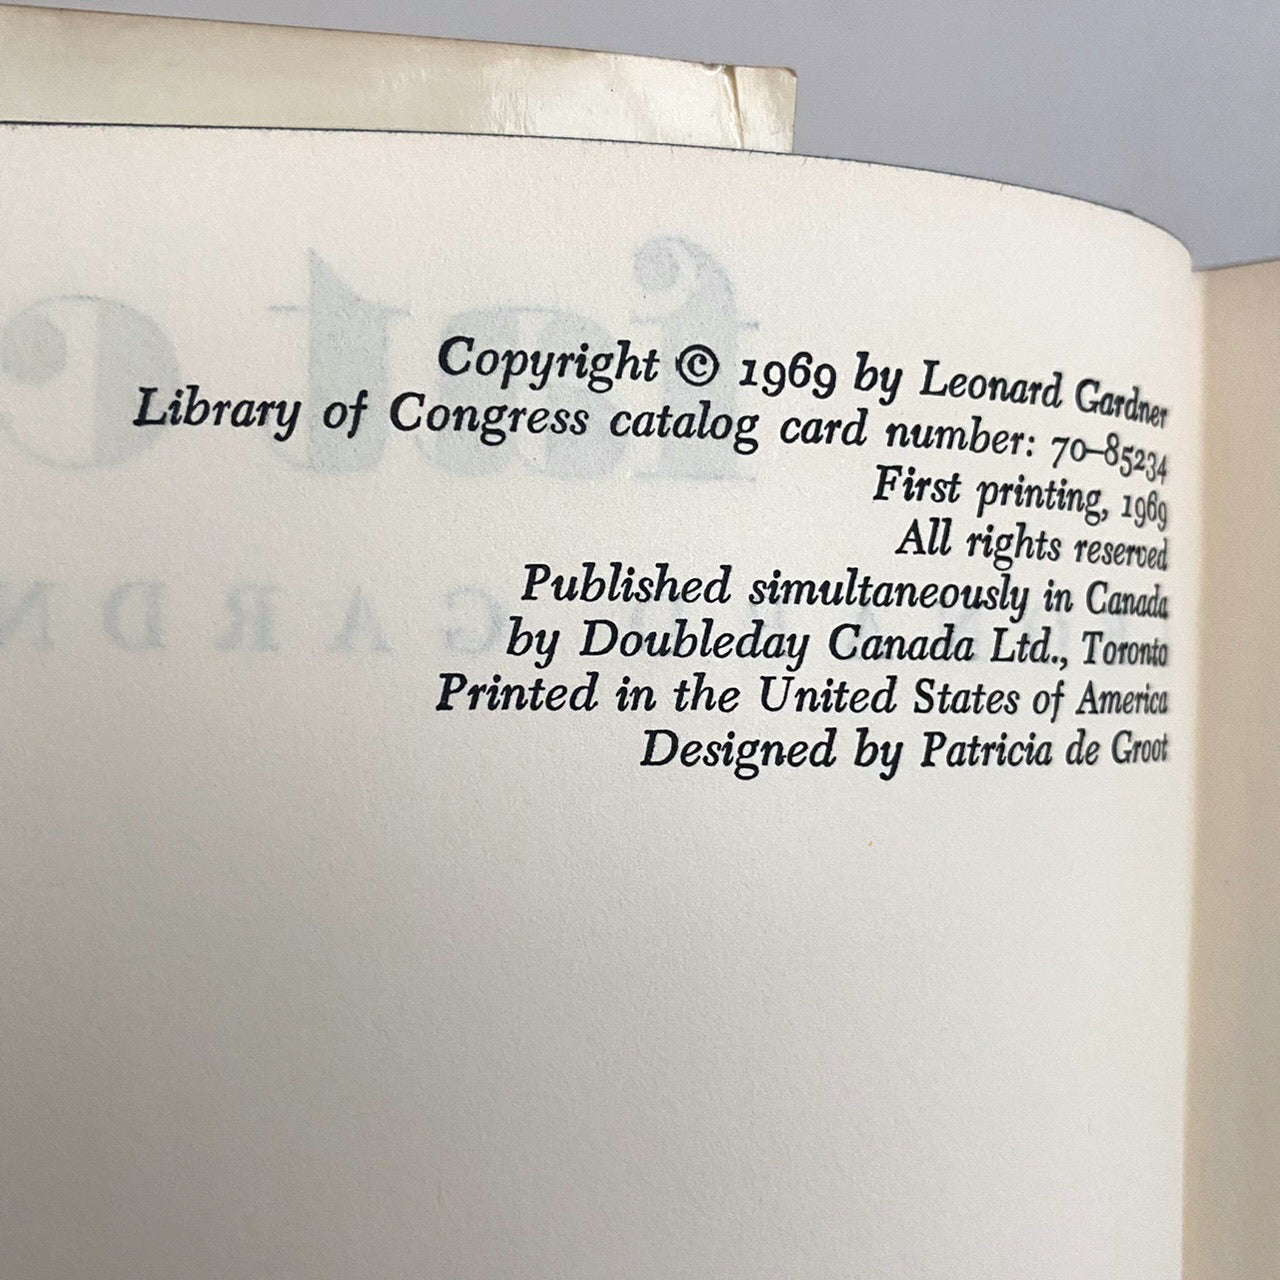 Copyright © 1969 by Leonard Gardner
Library of Congress catalog card number: 70–85234
First printing, 1969
All rights reserved
Published simultaneously in Canada
by Doubleday Canada Ltd., Toronto
Printed in the United States of America
Designed by Patricia de Groot